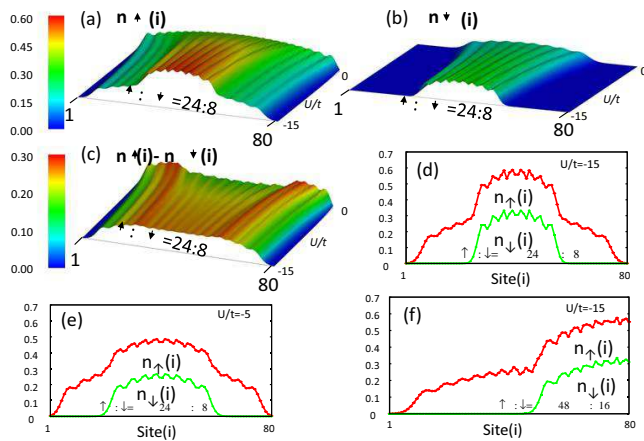 (a) n ↑ (i)
0.60
0.45
0.30
0.15
0.00
↑ : ↓ =24:8
1
80
-15
U/t
0
(b) n ↓ (i)
↑ : ↓ =24:8
1
80
-15
U/t
0
(c) n ↑(i)- n ↓ (i)
0.30
0.20
0.10
0.00
↑ : ↓ =24:8
1
80
-15
U/t
0
(d)
U/t=-15
0.7
0.6
0.5
0.4
0.3
0.2
0.1
0
n↑(i)
n↓(i)
↑ :↓= 24 : 8
1
80
Site(i)
(e)
U/t=-5
0.7
0.6
0.5
0.4
0.3
0.2
0.1
0
n↑(i)
n↓(i)
↑ :↓= 24 : 8
1
80
Site(i)
(f)
U/t=-15
0.7
0.6
0.5
0.4
0.3
0.2
0.1
0
n↑(i)
n↓(i)
↑ :↓= 48 : 16
1
80
Site(i)